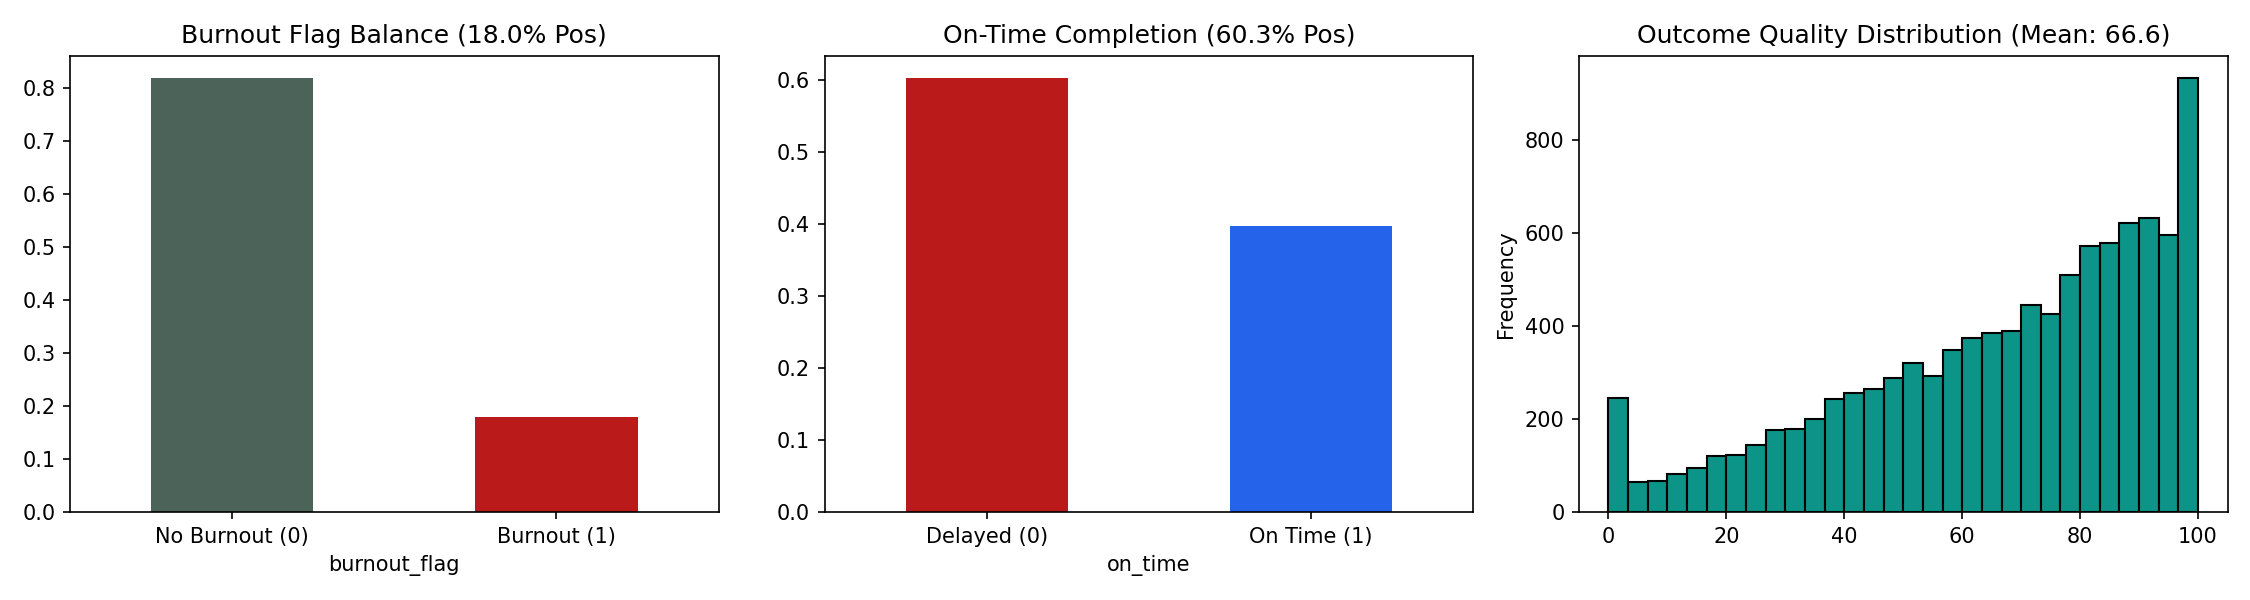 Burnout Flag Balance (18.0% Pos)
0.8
0.7
0.6
0.5
0.4
0.3
0.2
0.1
0.0
No Burnout (0)
Burnout (1)
burnout_flag
On-Time Completion (60.3% Pos)
0.6
0.5
0.4
0.3
0.2
0.1
0.0
Delayed (0)
On Time (1)
on_time
Outcome Quality Distribution (Mean: 66.6)
Frequency
800
600
400
200
0
0
20
40
60
80
100